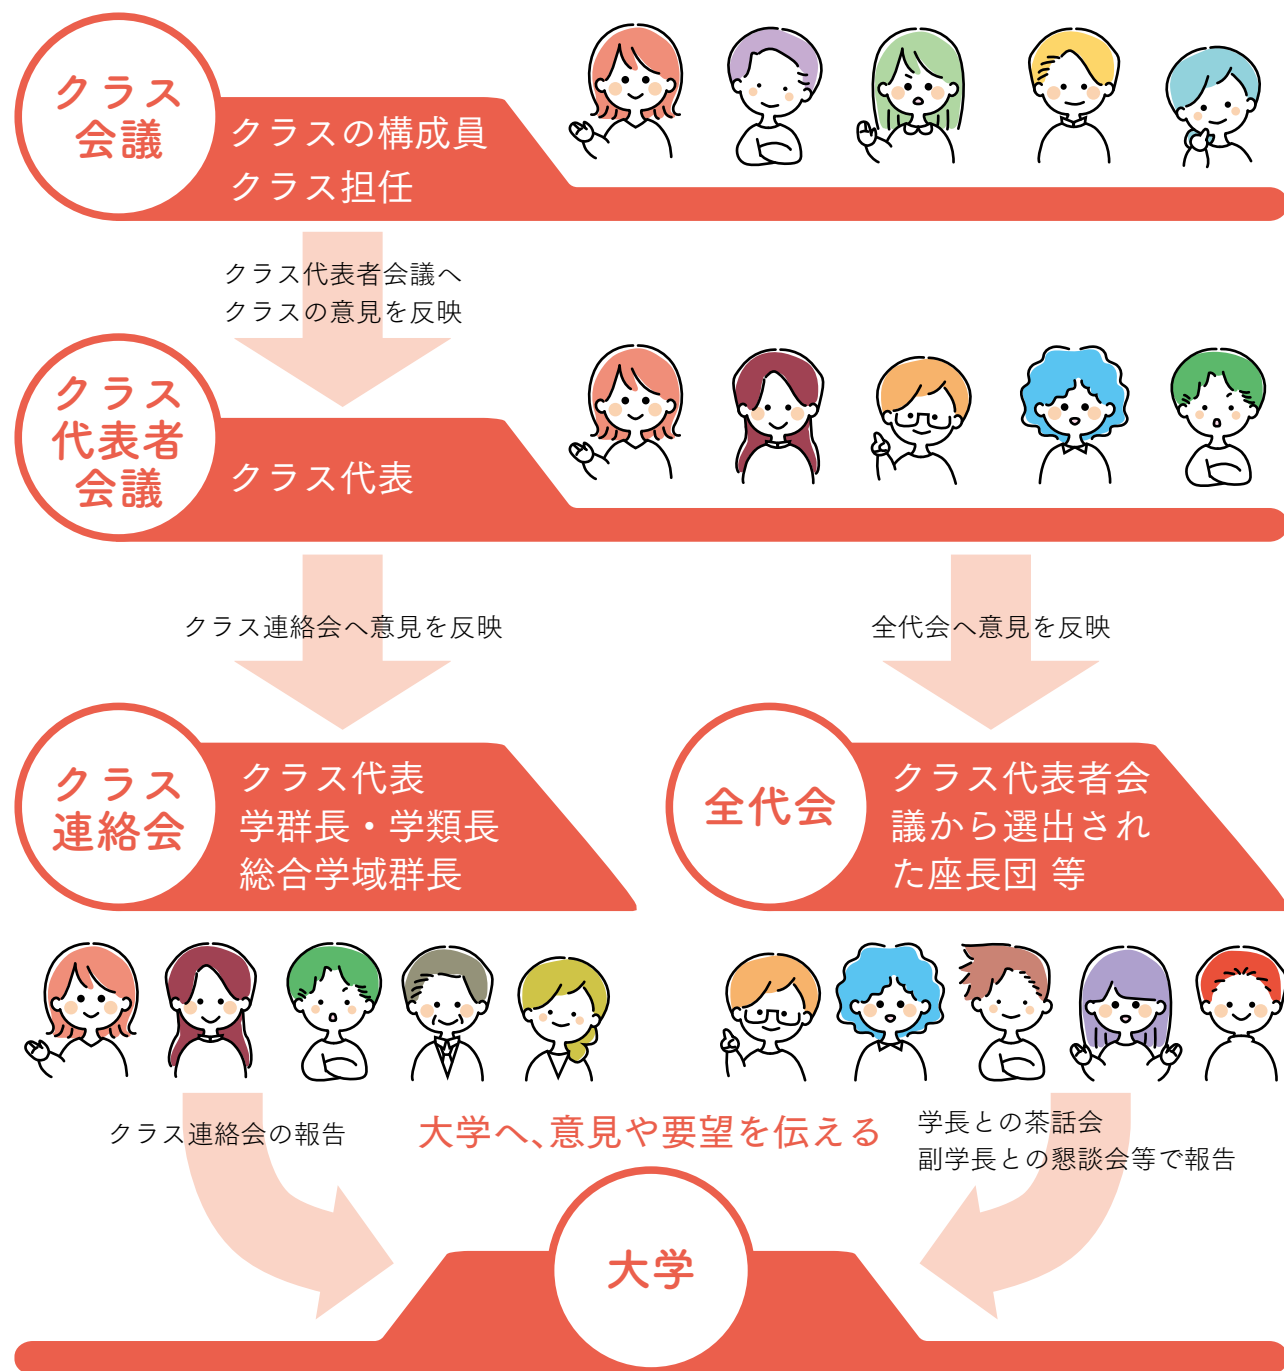 クラス
会議
クラスの構成員
クラス担任
クラス代表者会議へ
クラスの意見を反映
クラス
代表者
会議
クラス代表
クラス連絡会へ意見を反映
全代会へ意見を反映
クラス
連絡会
クラス代表
学群長・学類長
総合学域群長
全代会
クラス代表者会
議から選出され
た座長団 等
クラス連絡会の報告
大学へ、意見や要望を伝える
学長との茶話会
副学長との懇談会等で報告
大学